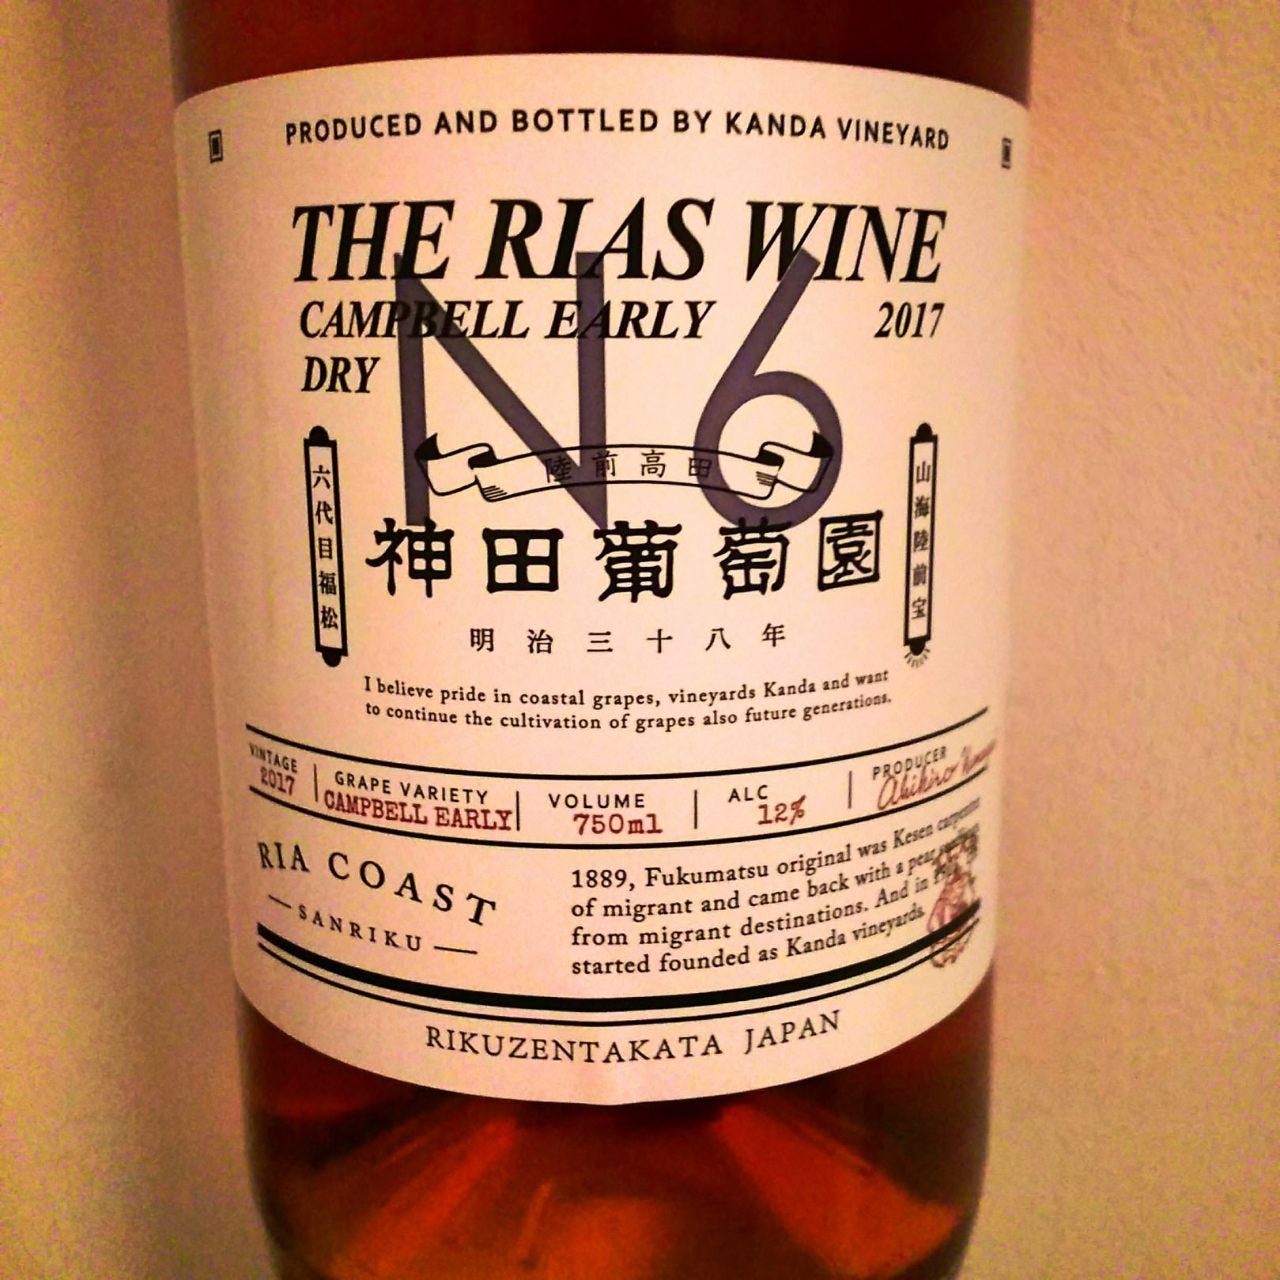 PRODUCED AND BOTTLED BY KANDA VINEYARD
THE RIAS WINE
CAMPBELL EARLY 2017
DRY
N6
陸前高田
六代目福松
神田葡萄園
山海陸前宝
明治三十八年
I believe pride in coastal grapes, vineyards Kanda and want
to continue the cultivation of grapes also future generations.
VINTAGE
2017
GRAPE VARIETY
CAMPBELL EARLY
VOLUME
750ml
ALC
12%
PRODUCER
RIA COAST
SANRIKU
1889, Fukumatsu original was Kesen carpenter
of migrant and came back with a pear
from migrant destinations. And in
started founded as Kanda vineyards.
RIKUZENTAKATA JAPAN